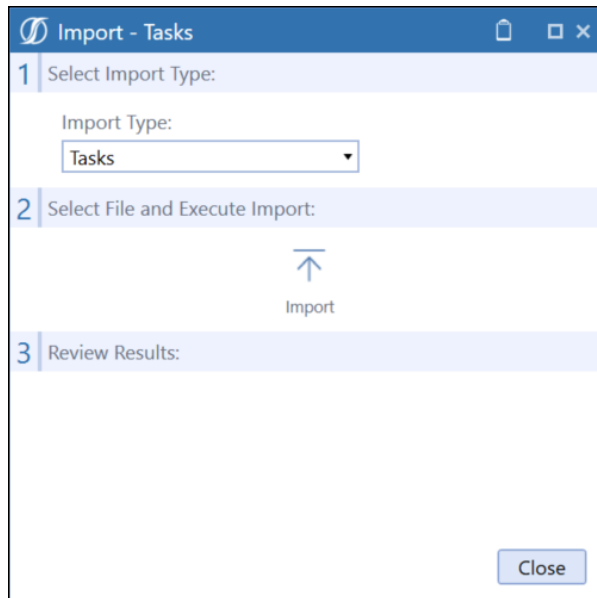 Import - Tasks
1 Select Import Type:
Import Type:
Tasks
2 Select File and Execute Import:
Import
3 Review Results:
Close